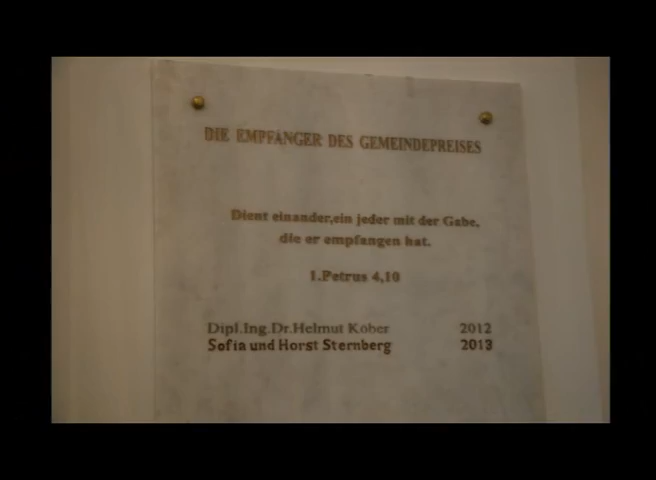 DIE EMPFÄNGER DES GEMEINDEPREISES
Dient einander,ein jeder mit der Gabe,
die er empfangen hat.
1.Petrus 4,10
Dipl.Ing.Dr.Helmut Köber 2012
Sofia und Horst Sternberg 2013